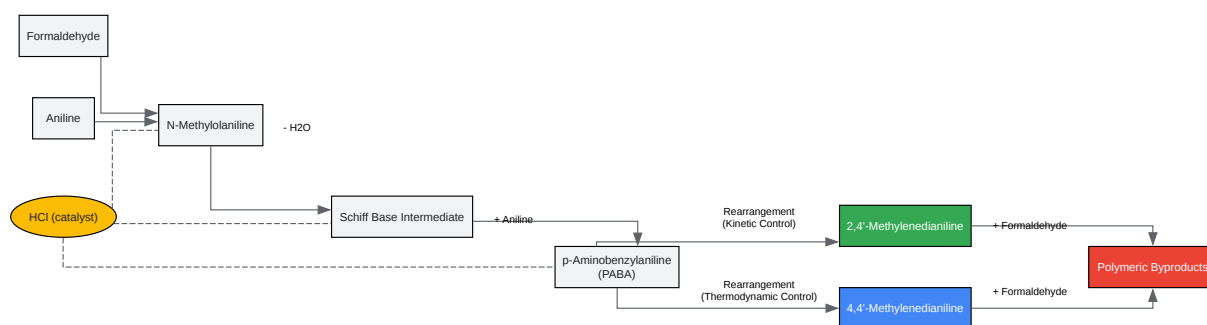 Formaldehyde
Aniline
N-Methylolaniline
- H2O
HCl (catalyst)
Schiff Base Intermediate
+ Aniline
p-Aminobenzylaniline
(PABA)
Rearrangement
(Kinetic Control)
2,4'-Methylenedianiline
+ Formaldehyde
Polymeric Byproducts
Rearrangement
(Thermodynamic Control)
4,4'-Methylenedianiline
+ Formaldehyde